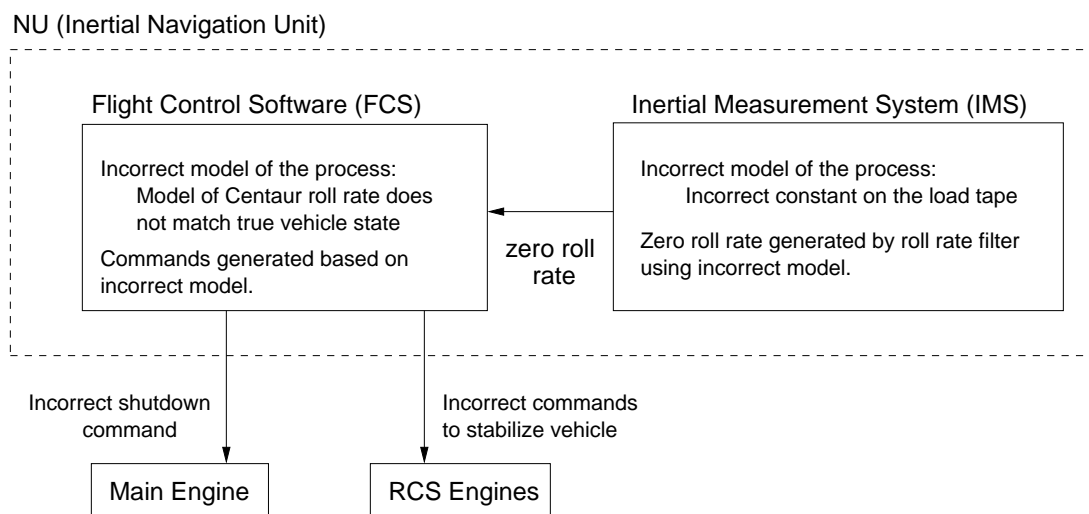 NU (Inertial Navigation Unit)
Flight Control Software (FCS)
Incorrect model of the process:
Model of Centaur roll rate does
not match true vehicle state
Commands generated based on
incorrect model.
zero roll
rate
Inertial Measurement System (IMS)
Incorrect model of the process:
Incorrect constant on the load tape
Zero roll rate generated by roll rate filter
using incorrect model.
Incorrect shutdown
command
Incorrect commands
to stabilize vehicle
Main Engine
RCS Engines